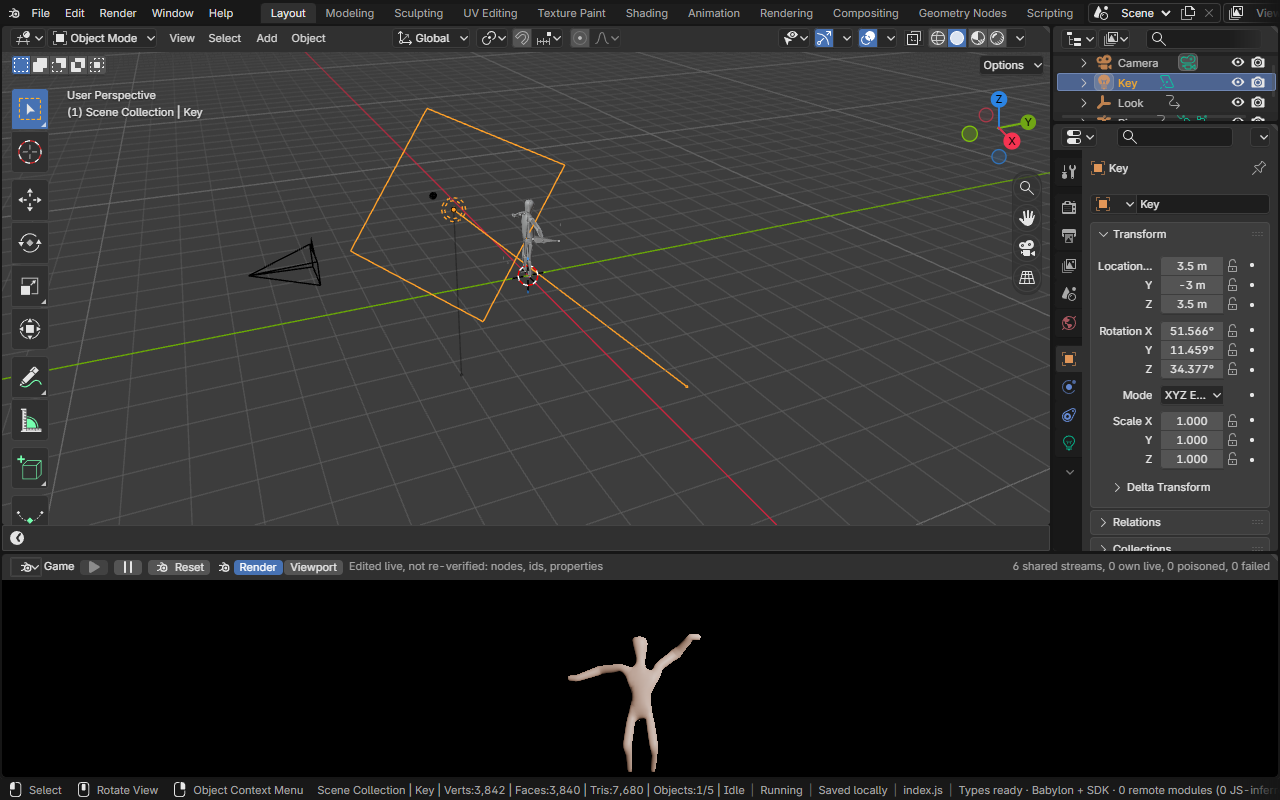 File Edit Render Window Help Layout Modeling Sculpting UV Editing Texture Paint Shading Animation Rendering Compositing Geometry Nodes Scripting Scene
Object Mode View Select Add Object Global
Options
User Perspective
(1) Scene Collection | Key
Z
Y
X
Camera
Key
Look
Key
Key
Transform
Location... 3.5 m
Y -3 m
Z 3.5 m
Rotation X 51.566°
Y 11.459°
Z 34.377°
Mode XYZ E...
Scale X 1.000
Y 1.000
Z 1.000
Delta Transform
Relations
Collections
Game Reset Render Viewport Edited live, not re-verified: nodes, ids, properties 6 shared streams, 0 own live, 0 poisoned, 0 failed
Select Rotate View Object Context Menu Scene Collection | Key | Verts:3,842 | Faces:3,840 | Tris:7,680 | Objects:1/5 | Idle | Running | Saved locally | index.js | Types ready · Babylon + SDK · 0 remote modules (0 JS-infer